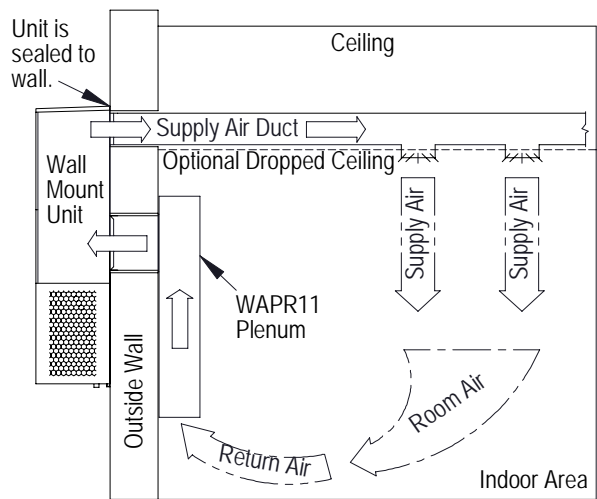 Unit is
sealed to
wall.
Ceiling
Supply Air Duct
Optional Dropped Ceiling
Wall
Mount
Unit
Supply Air
Supply Air
WAPR11
Plenum
Outside Wall
Room Air
Return Air
Indoor Area